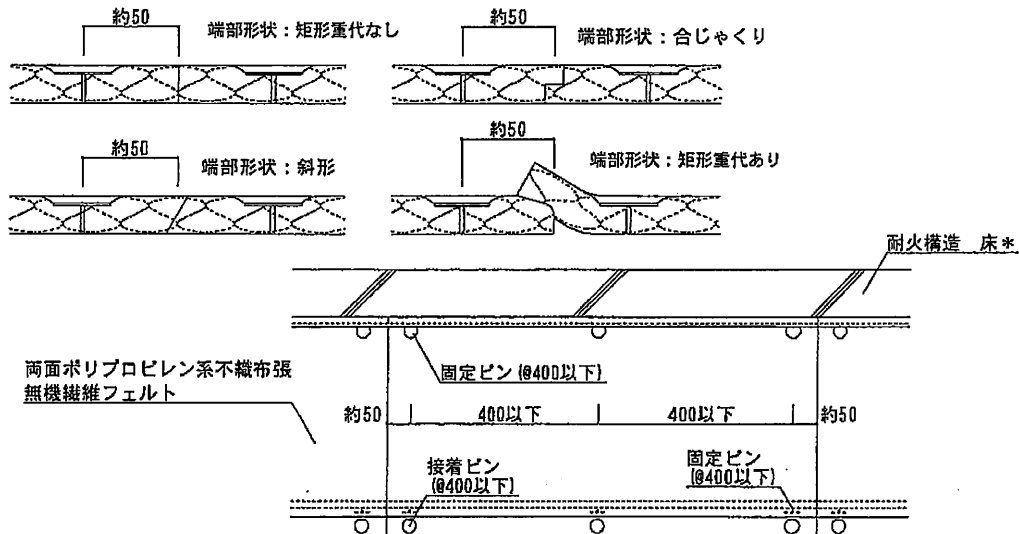 約50
端部形状：矩形重代なし
約50
端部形状：合じゃくり
約50
端部形状：斜形
約50
端部形状：矩形重代あり
耐火構造　床＊
両面ポリプロピレン系不織布張
無機繊維フェルト
固定ピン(@400以下)
約50
400以下
400以下
約50
接着ピン
(@400以下)
固定ピン
(@400以下)